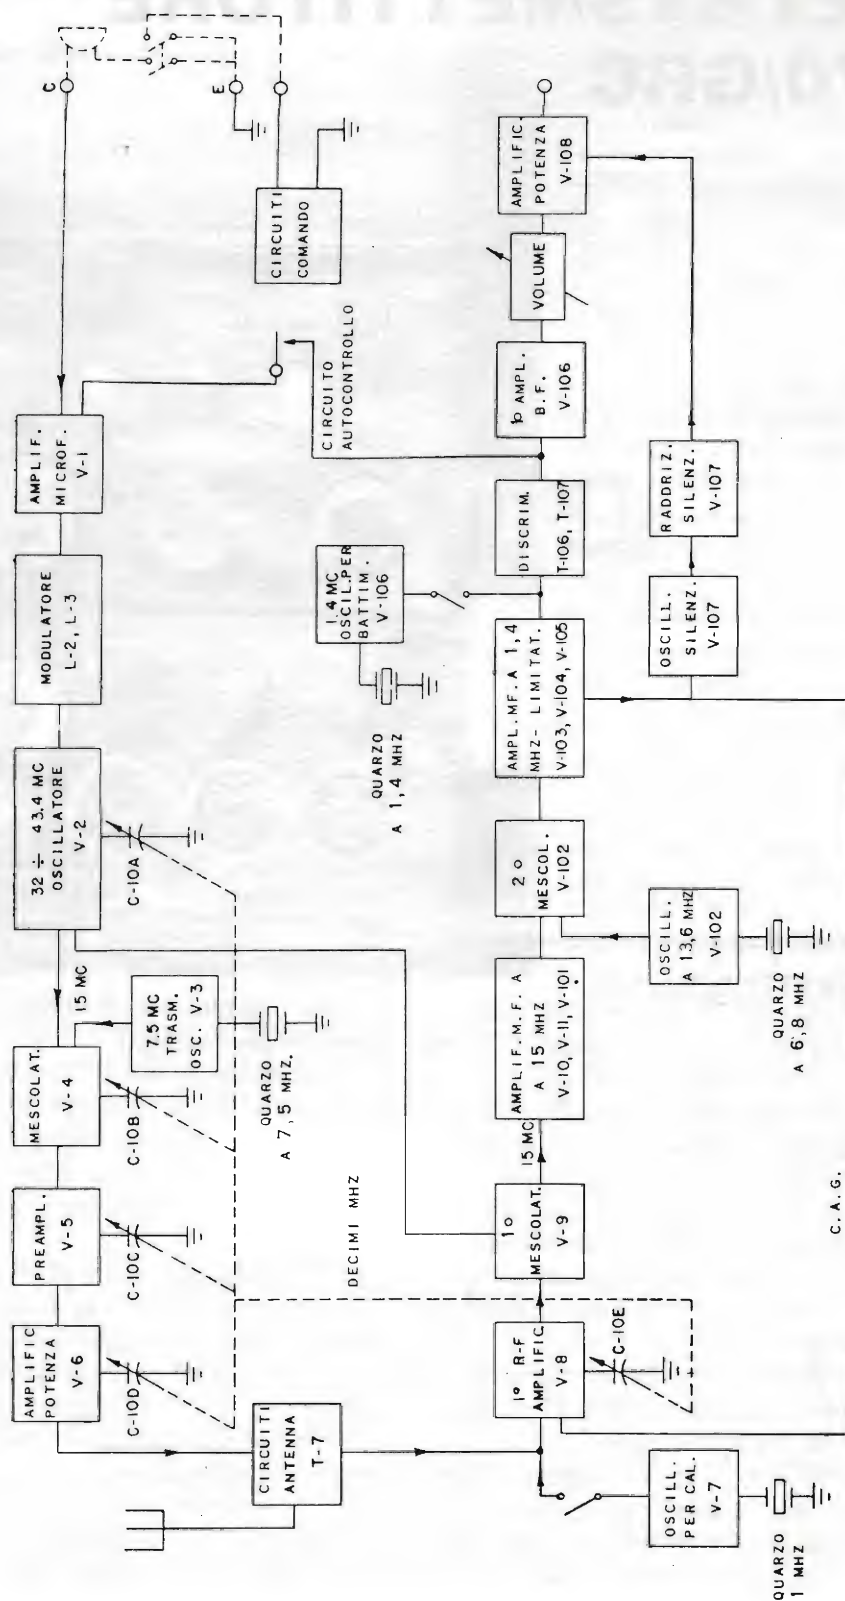 C
E
AMPLIF.
MICROF.
V-1
MODULATORE
L-2, L-3
32 ÷ 43.4 MC
OSCILLATORE
V-2
C-10A
15 MC
MESCOLAT.
V-4
C-10B
7.5 MC
TRASM.
OSC. V-3
QUARZO
A 7,5 MHZ.
PREAMPL.
V-5
C-10C
AMPLIFIC
POTENZA
V-6
C-10D
DECIMI MHZ
CIRCUITI
ANTENNA
T-7
CIRCUITI
COMANDO
CIRCUITO
AUTOCONTROLLO
1.4 MC
OSCIL.PER
BATTIM.
V-106
QUARZO
A 1,4 MHZ
OSCILL.
PER CAL.
V-7
QUARZO
1 MHZ
1° R-F
AMPLIFIC.
V-8
C-10E
1o
MESCOLAT.
V-9
15 MC
AMPLIF. M.F. A
A 15 MHZ
V-10, V-11, V-101
2o
MESCOL.
V-102
OSCILL.
A 13,6 MHZ
V-102
QUARZO
A 6,8 MHZ
AMPL. MF. A 1,4
MHZ- LIMITAT.
V-103, V-104, V-105
DISCRIM.
T-106, T-107
1o AMPL.
B.F.
V-106
VOLUME
AMPLIFIC.
POTENZA
V-108
OSCILL.
SILENZ.
V-107
RADDRIZ.
SILENZ.
V-107
C.A.G.